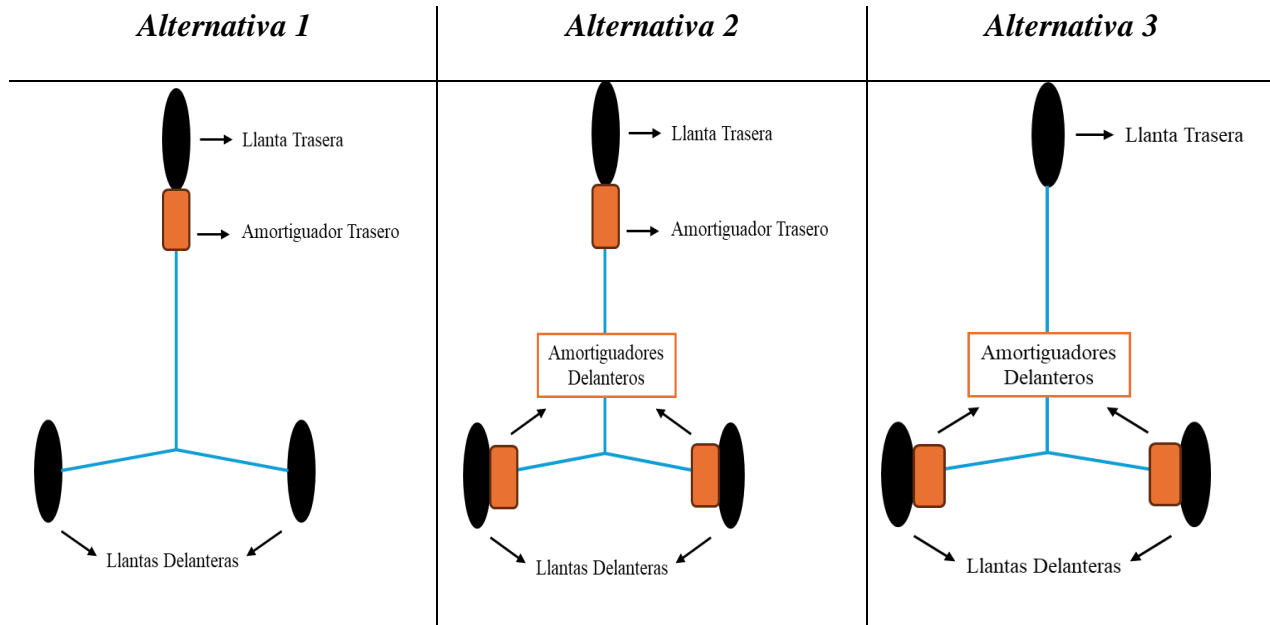 Alternativa 1
Llanta Trasera
Amortiguador Trasero
Llantas Delanteras
Alternativa 2
Llanta Trasera
Amortiguador Trasero
Amortiguadores
Delanteros
Llantas Delanteras
Alternativa 3
Llanta Trasera
Amortiguadores
Delanteros
Llantas Delanteras